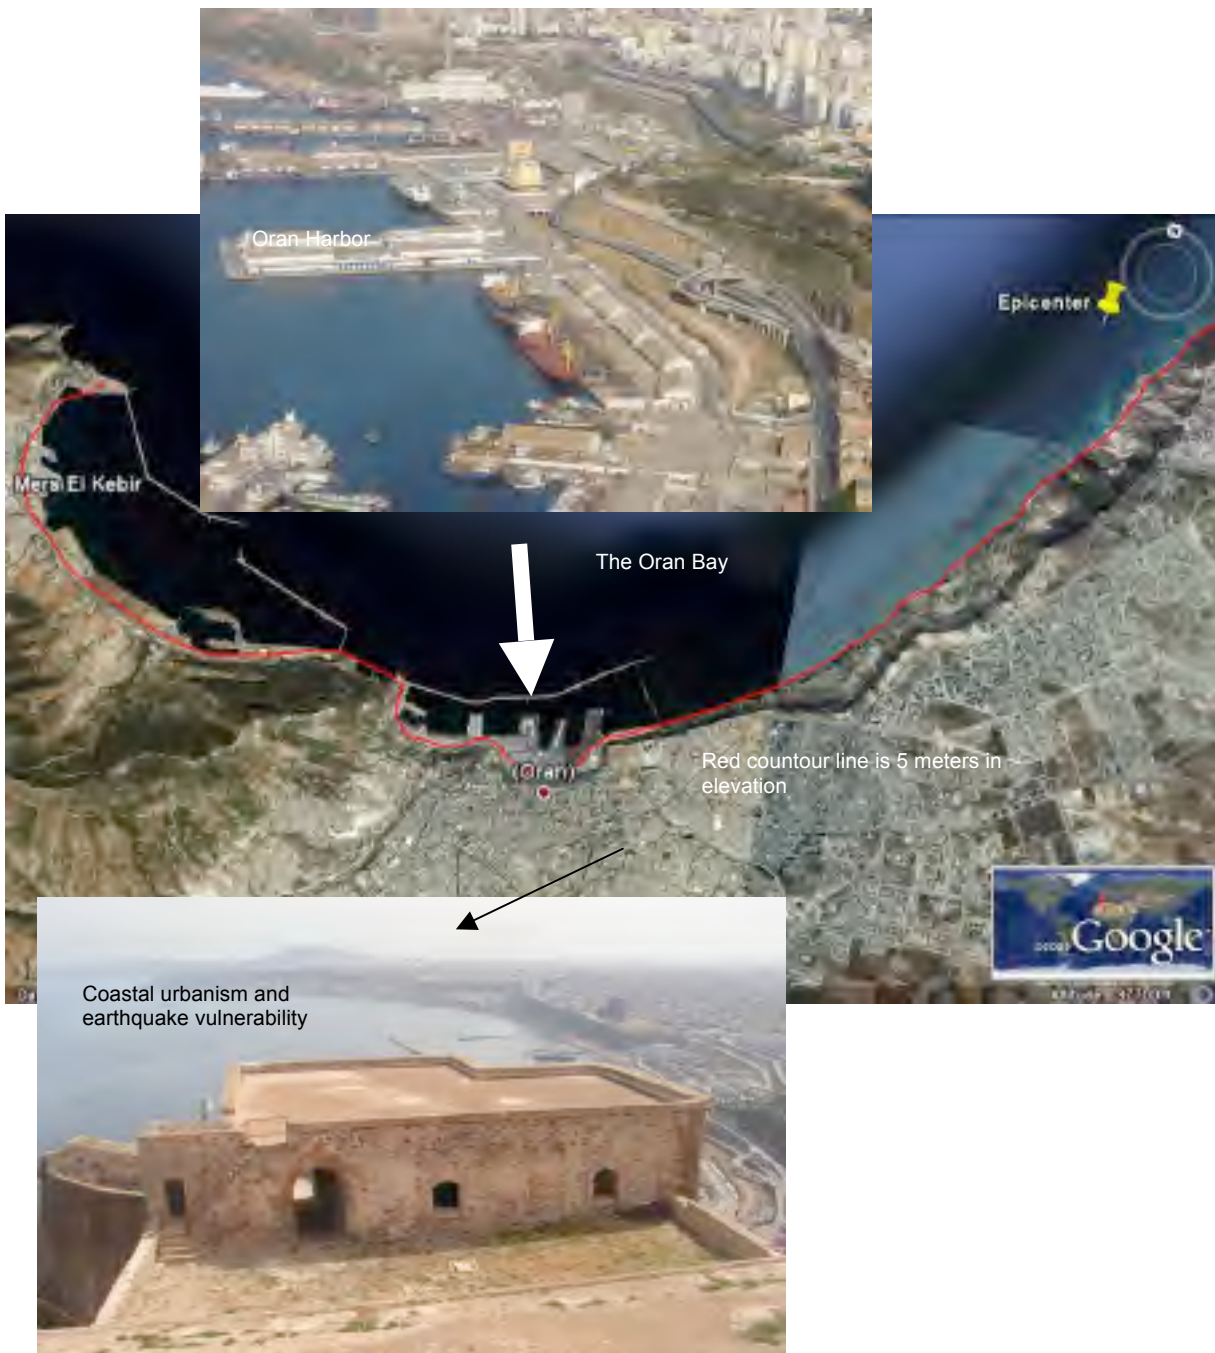 Oran Harbor
Epicenter
Mers El Kebir
The Oran Bay
(Oran)
Red countour line is 5 meters in
elevation
Google
Coastal urbanism and
earthquake vulnerability